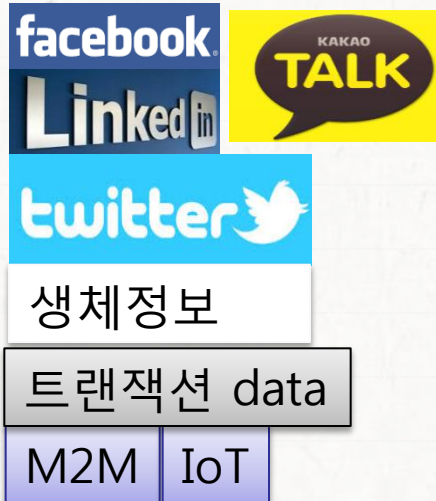 facebook
KAKAO
TALK
Linked in
twitter
생체정보
트랜잭션 data
M2M IoT